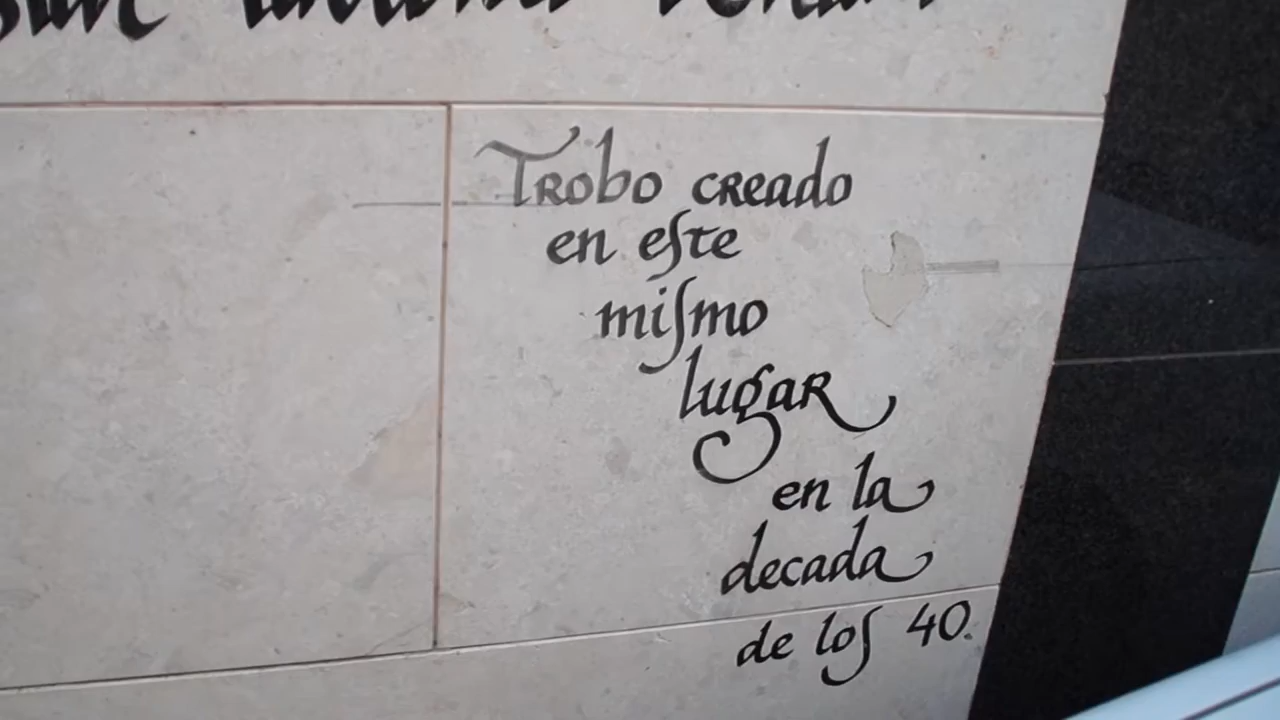 Trobo creado
en este
mismo
lugar
en la
decada
de los 40.